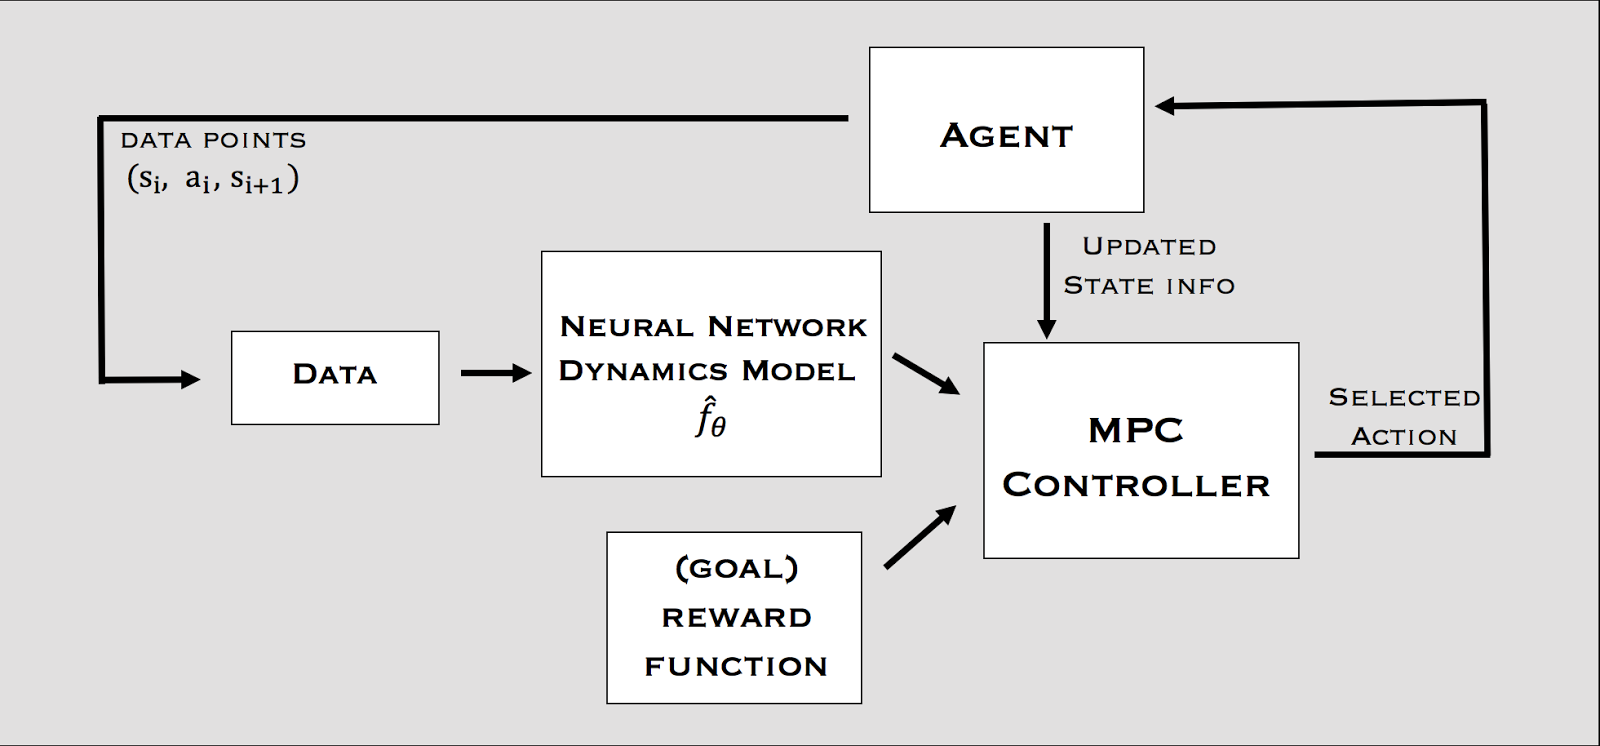 AGENT
DATA POINTS
(sᵢ, aᵢ, sᵢ₊₁)
UPDATED
STATE INFO
NEURAL NETWORK
DYNAMICS MODEL
f̂_θ
DATA
MPC
CONTROLLER
SELECTED
ACTION
(GOAL)
REWARD
FUNCTION